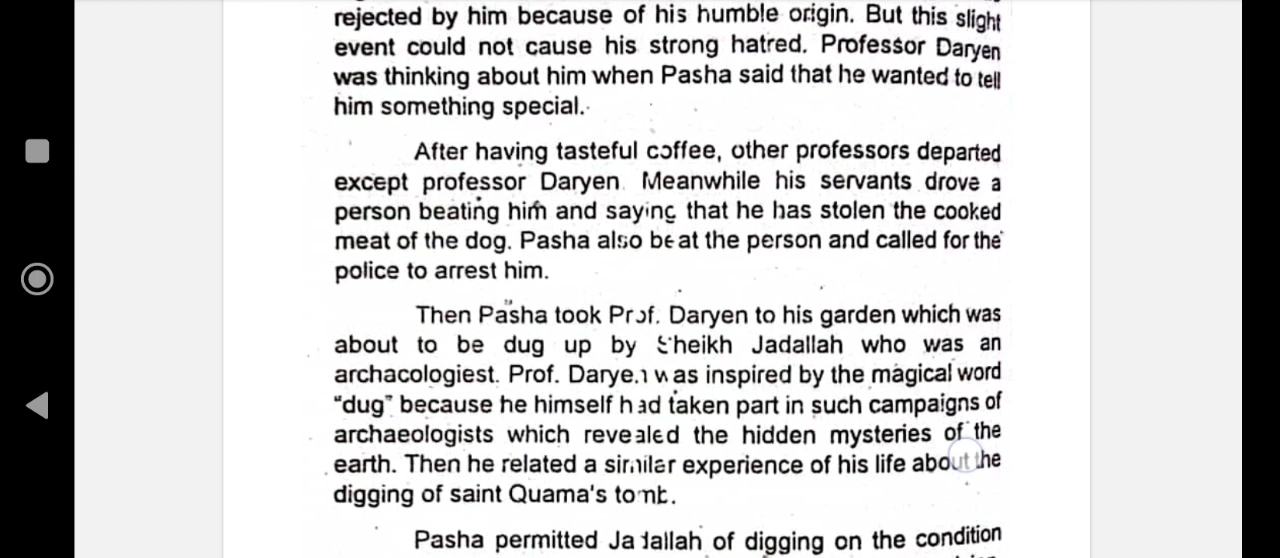 rejected by him because of his humble origin. But this slight
event could not cause his strong hatred. Professor Daryen
was thinking about him when Pasha said that he wanted to tell
him something special.
After having tasteful coffee, other professors departed
except professor Daryen. Meanwhile his servants drove a
person beating him and saying that he has stolen the cooked
meat of the dog. Pasha also beat the person and called for the
police to arrest him.
Then Pasha took Prof. Daryen to his garden which was
about to be dug up by Sheikh Jadallah who was an
archacologiest. Prof. Daryen was inspired by the magical word
"dug" because he himself had taken part in such campaigns of
archaeologists which revealed the hidden mysteries of the
earth. Then he related a similar experience of his life about the
digging of saint Quama's tomb.
Pasha permitted Jadallah of digging on the condition